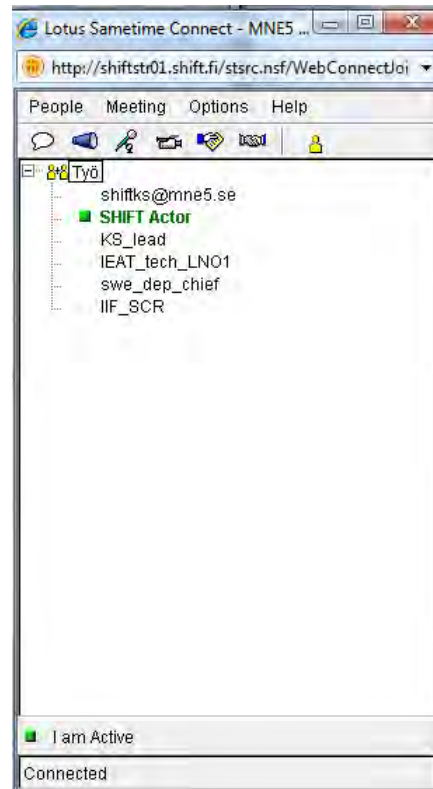 Lotus Sametime Connect - MNE5 ...
http://shiftstr01.shift.fi/stsrc.nsf/WebConnectJoi
People Meeting Options Help
Työ
shiftks@mne5.se
SHIFT Actor
KS_lead
IEAT_tech_LNO1
swe_dep_chief
IIF_SCR
I am Active
Connected